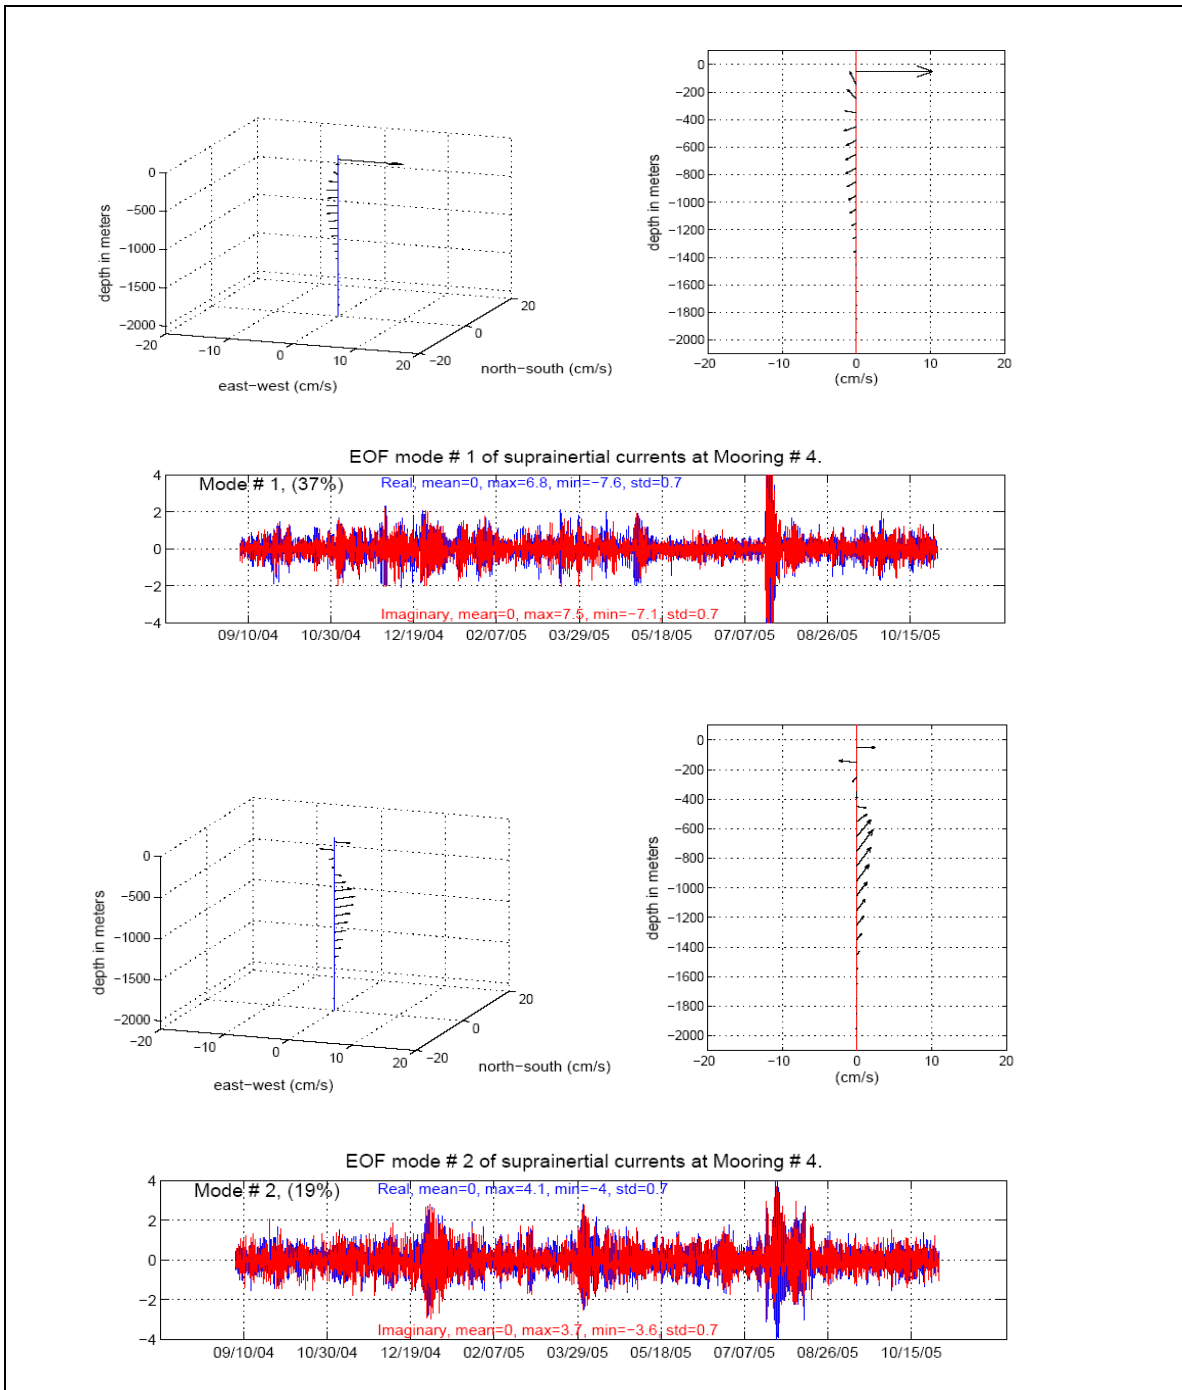 0
−500
−1000
−1500
−2000
depth in meters
−20
−10
0
10
20
east−west (cm/s)
−20
0
20
north−south (cm/s)
0
−200
−400
−600
−800
−1000
−1200
−1400
−1600
−1800
−2000
depth in meters
−20 −10 0 10 20
(cm/s)
EOF mode # 1 of suprainertial currents at Mooring # 4.
Mode # 1, (37%)
Real, mean=0, max=6.8, min=−7.6, std=0.7
4
2
0
−2
−4
Imaginary, mean=0, max=7.5, min=−7.1, std=0.7
09/10/04 10/30/04 12/19/04 02/07/05 03/29/05 05/18/05 07/07/05 08/26/05 10/15/05
0
−500
−1000
−1500
−2000
depth in meters
−20
−10
0
10
20
east−west (cm/s)
−20
0
20
north−south (cm/s)
0
−200
−400
−600
−800
−1000
−1200
−1400
−1600
−1800
−2000
depth in meters
−20 −10 0 10 20
(cm/s)
EOF mode # 2 of suprainertial currents at Mooring # 4.
Mode # 2, (19%)
Real, mean=0, max=4.1, min=−4, std=0.7
4
2
0
−2
−4
Imaginary, mean=0, max=3.7, min=−3.6, std=0.7
09/10/04 10/30/04 12/19/04 02/07/05 03/29/05 05/18/05 07/07/05 08/26/05 10/15/05